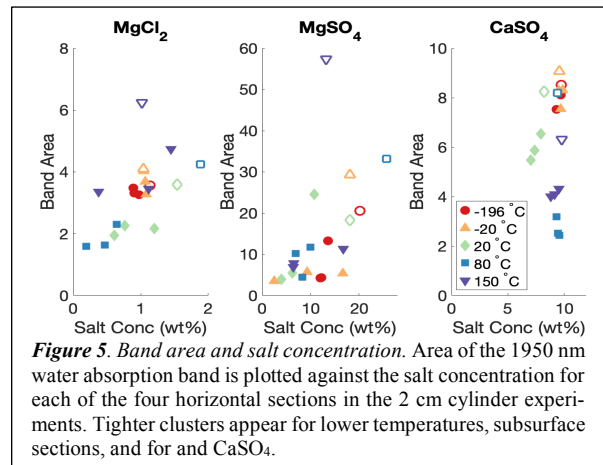 MgCl2
MgSO4
CaSO4
8
6
4
2
0
Band Area
0
1
2
Salt Conc (wt%)
60
50
40
30
20
10
0
Band Area
0
10
20
Salt Conc (wt%)
10
8
6
4
2
0
Band Area
0
5
10
Salt Conc (wt%)
-196 °C
-20 °C
20 °C
80 °C
150 °C
Figure 5. Band area and salt concentration. Area of the 1950 nm
water absorption band is plotted against the salt concentration for
each of the four horizontal sections in the 2 cm cylinder experi-
ments. Tighter clusters appear for lower temperatures, subsurface
sections, and for and CaSO4.